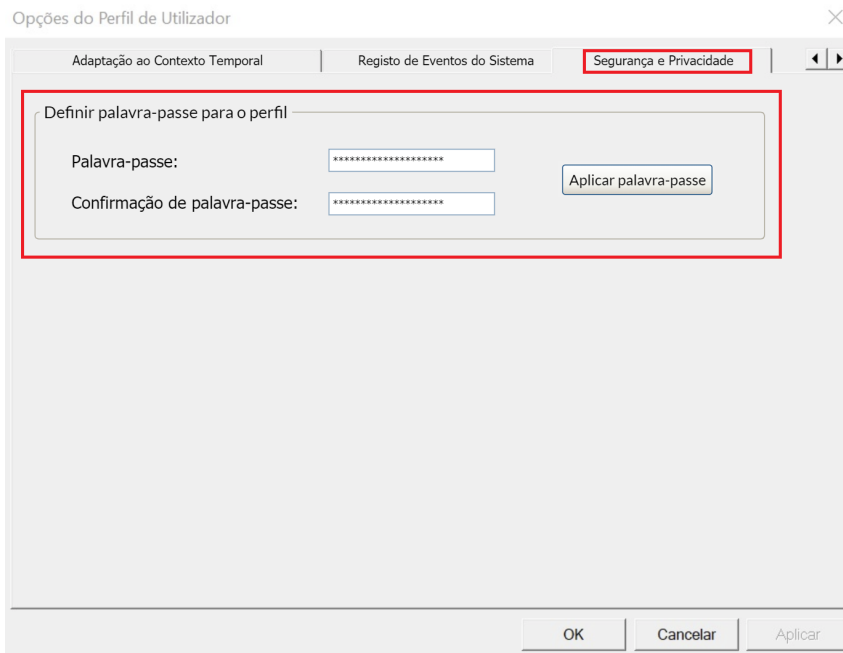 Opções do Perfil de Utilizador
Adaptação ao Contexto Temporal Registo de Eventos do Sistema Segurança e Privacidade
Definir palavra-passe para o perfil
Palavra-passe: ********************
Aplicar palavra-passe
Confirmação de palavra-passe: ********************
OK Cancelar Aplicar